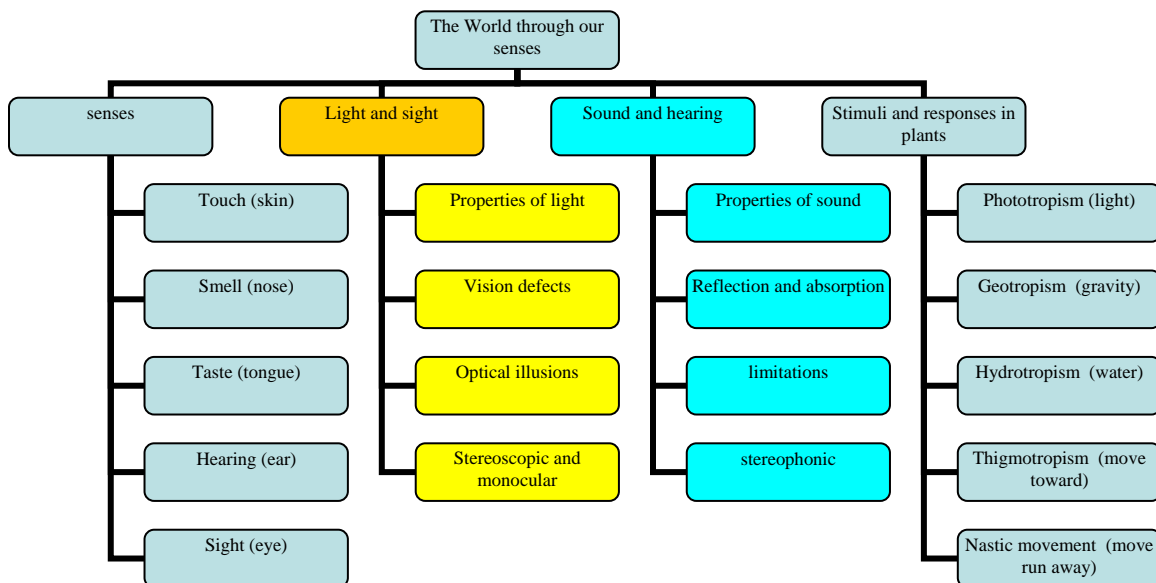 The World through our
senses
senses
Touch (skin)
Smell (nose)
Taste (tongue)
Hearing (ear)
Sight (eye)
Light and sight
Properties of light
Vision defects
Optical illusions
Stereoscopic and
monocular
Sound and hearing
Properties of sound
Reflection and absorption
limitations
stereophonic
Stimuli and responses in
plants
Phototropism (light)
Geotropism (gravity)
Hydrotropism (water)
Thigmotropism (move
toward)
Nastic movement (move
run away)